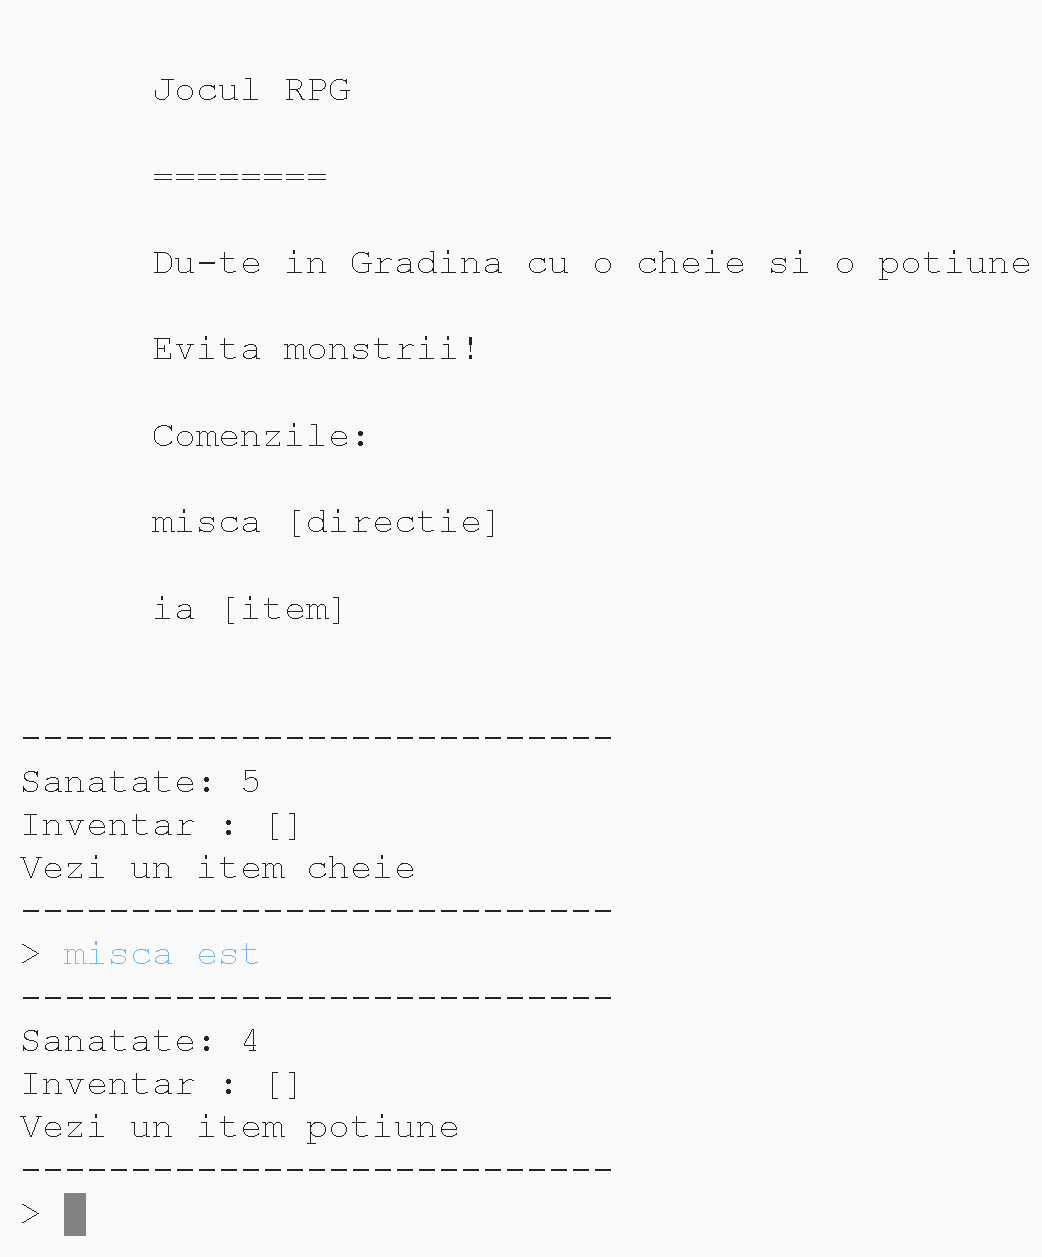 Jocul RPG
========
Du-te in Gradina cu o cheie si o potiune
Evita monstrii!
Comenzile:
misca [directie]
ia [item]
---------------------------
Sanatate: 5
Inventar : []
Vezi un item cheie
---------------------------
> misca est
---------------------------
Sanatate: 4
Inventar : []
Vezi un item potiune
---------------------------
>